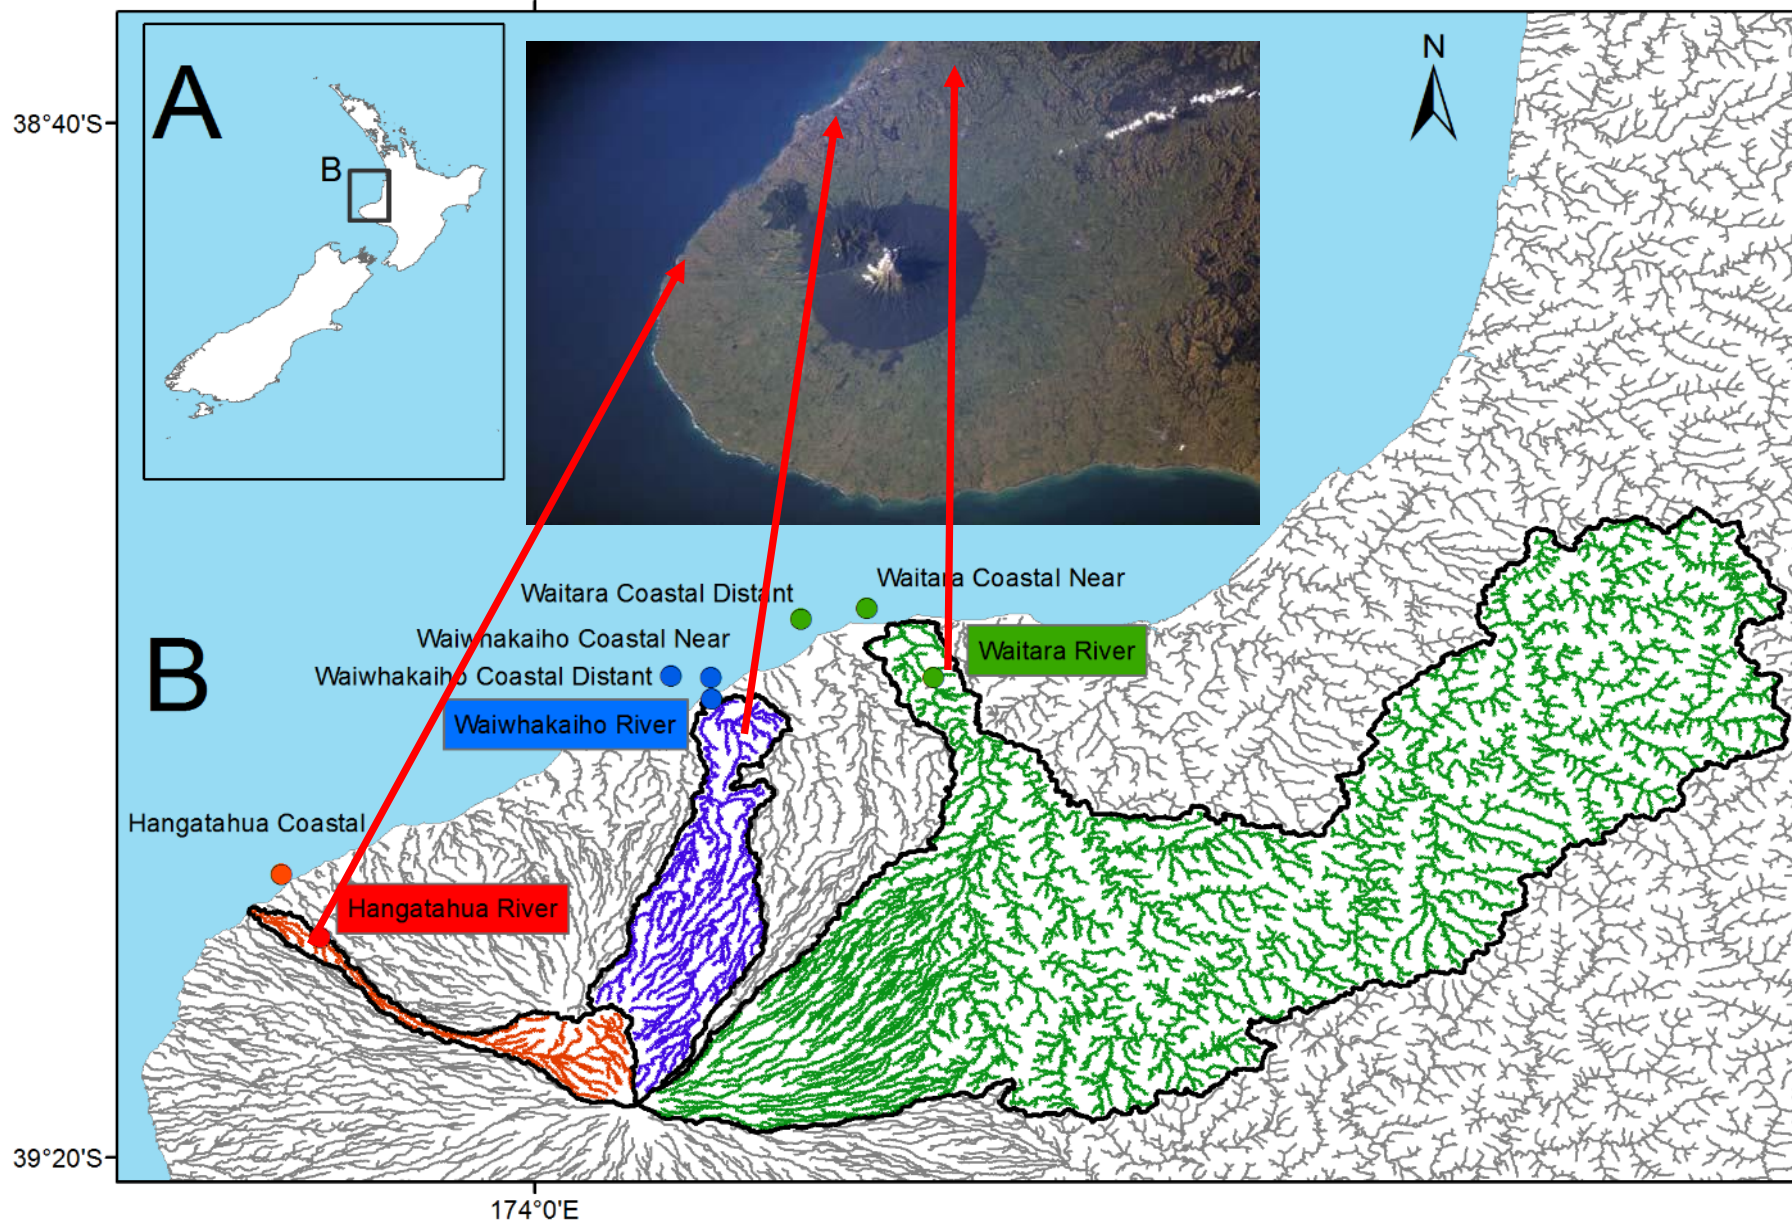 A
B
N
38°40'S
Waitara Coastal Near
Waitara Coastal Distant
Waiwhakaiho Coastal Near
Waitara River
B
Waiwhakaiho Coastal Distant
Waiwhakaiho River
Hangatahua Coastal
Hangatahua River
39°20'S
174°0'E